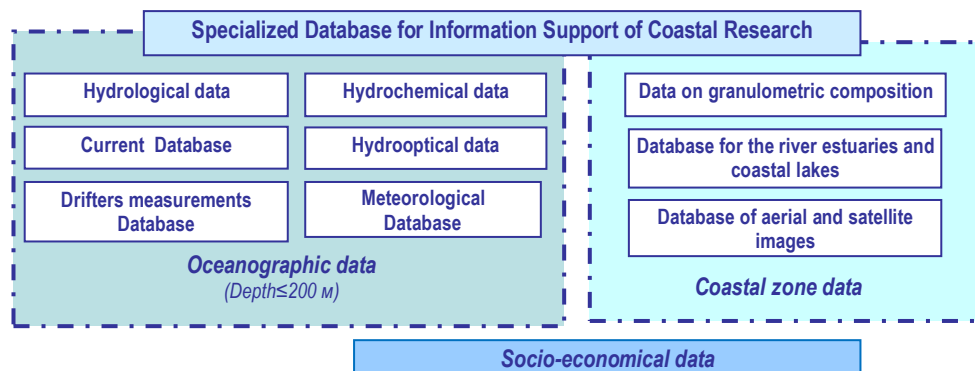 Specialized Database for Information Support of Coastal Research
Hydrological data
Hydrochemical data
Current Database
Hydrooptical data
Drifters measurements
Database
Meteorological
Database
Oceanographic data
(Depth≤200 м)
Data on granulometric composition
Database for the river estuaries and
coastal lakes
Database of aerial and satellite
images
Coastal zone data
Socio-economical data